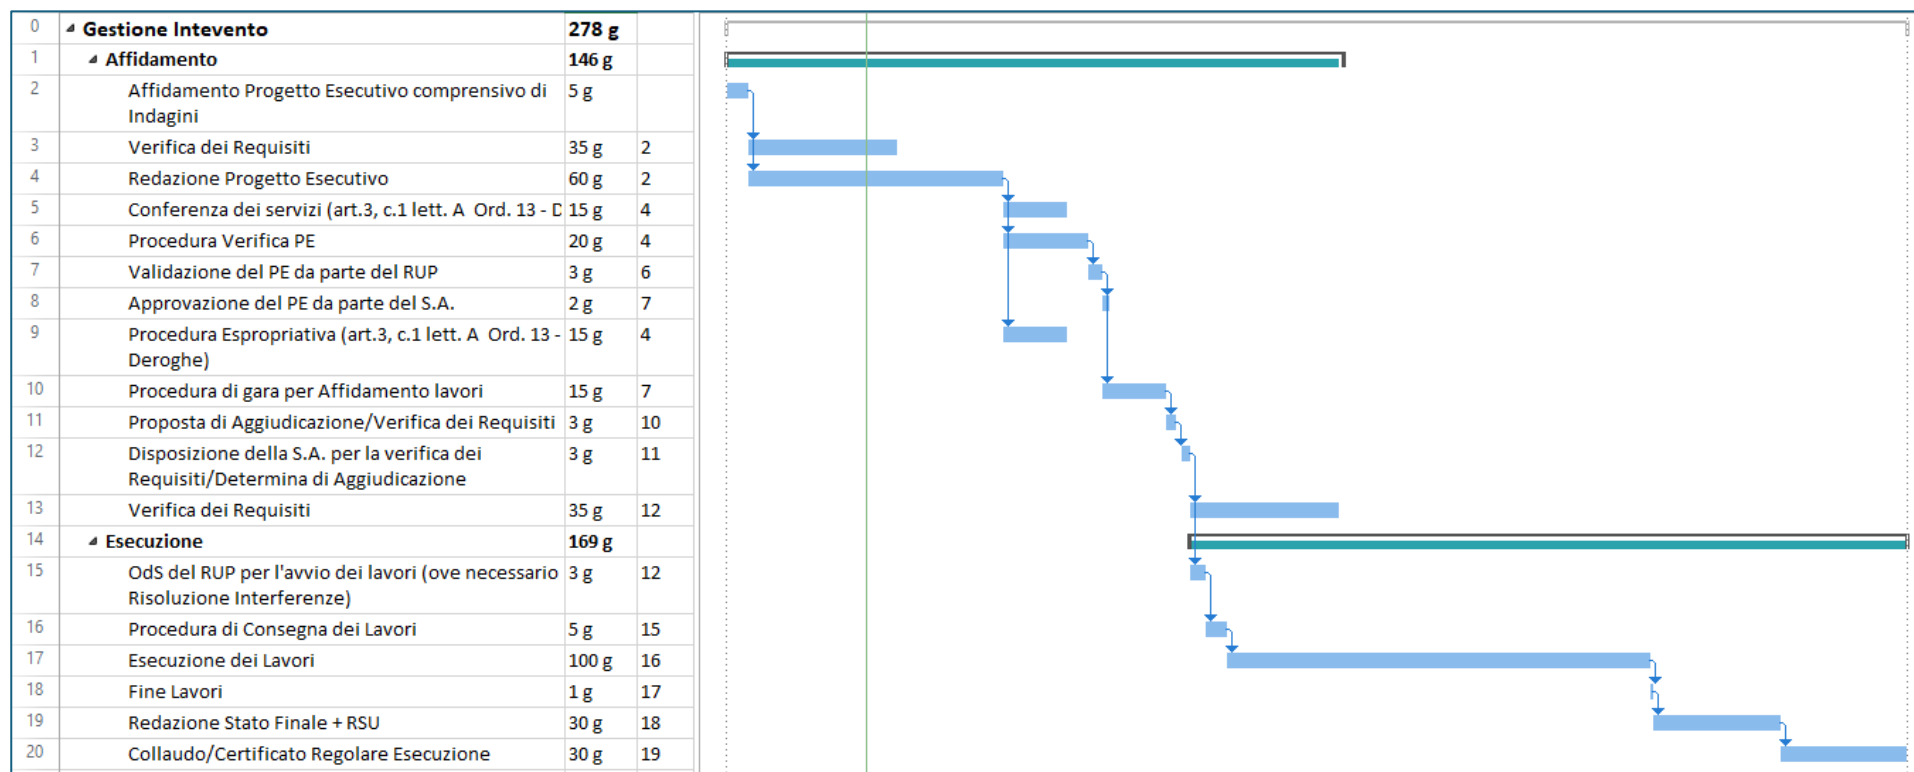 0 Gestione Intevento 278 g
1 Affidamento 146 g
2 Affidamento Progetto Esecutivo comprensivo di 5 g
Indagini
3 Verifica dei Requisiti 35 g 2
4 Redazione Progetto Esecutivo 60 g 2
5 Conferenza dei servizi (art.3, c.1 lett. A Ord. 13 - D 15 g 4
6 Procedura Verifica PE 20 g 4
7 Validazione del PE da parte del RUP 3 g 6
8 Approvazione del PE da parte del S.A. 2 g 7
9 Procedura Espropriativa (art.3, c.1 lett. A Ord. 13 - 15 g 4
Deroghe)
10 Procedura di gara per Affidamento lavori 15 g 7
11 Proposta di Aggiudicazione/Verifica dei Requisiti 3 g 10
12 Disposizione della S.A. per la verifica dei 3 g 11
Requisiti/Determina di Aggiudicazione
13 Verifica dei Requisiti 35 g 12
14 Esecuzione 169 g
15 OdS del RUP per l'avvio dei lavori (ove necessario 3 g 12
Risoluzione Interferenze)
16 Procedura di Consegna dei Lavori 5 g 15
17 Esecuzione dei Lavori 100 g 16
18 Fine Lavori 1 g 17
19 Redazione Stato Finale + RSU 30 g 18
20 Collaudo/Certificato Regolare Esecuzione 30 g 19